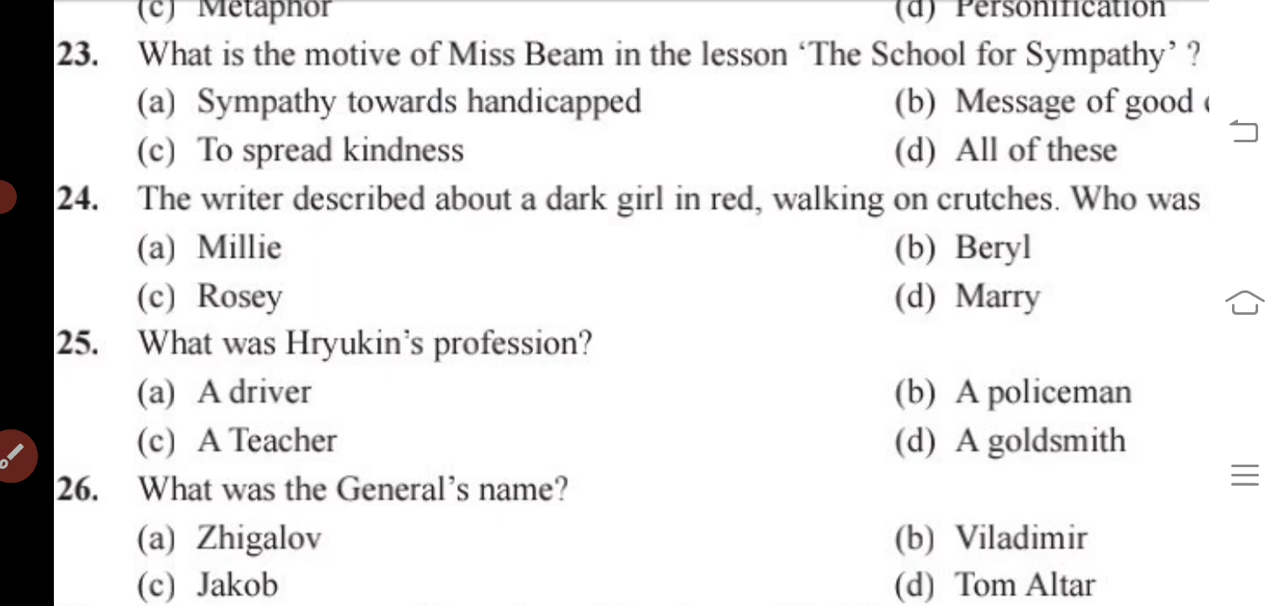 (c) Metaphor (d) Personification
23. What is the motive of Miss Beam in the lesson ‘The School for Sympathy’ ?
(a) Sympathy towards handicapped (b) Message of good
(c) To spread kindness (d) All of these
24. The writer described about a dark girl in red, walking on crutches. Who was
(a) Millie (b) Beryl
(c) Rosey (d) Marry
25. What was Hryukin’s profession?
(a) A driver (b) A policeman
(c) A Teacher (d) A goldsmith
26. What was the General’s name?
(a) Zhigalov (b) Viladimir
(c) Jakob (d) Tom Altar